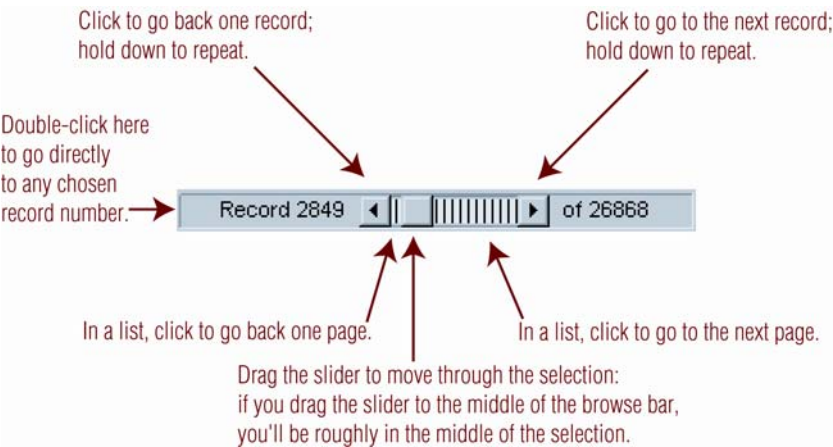 Click to go back one record;
hold down to repeat.
Click to go to the next record;
hold down to repeat.
Double-click here
to go directly
to any chosen
record number.
Record 2849 of 26868
In a list, click to go back one page.
In a list, click to go to the next page.
Drag the slider to move through the selection:
if you drag the slider to the middle of the browse bar,
you'll be roughly in the middle of the selection.